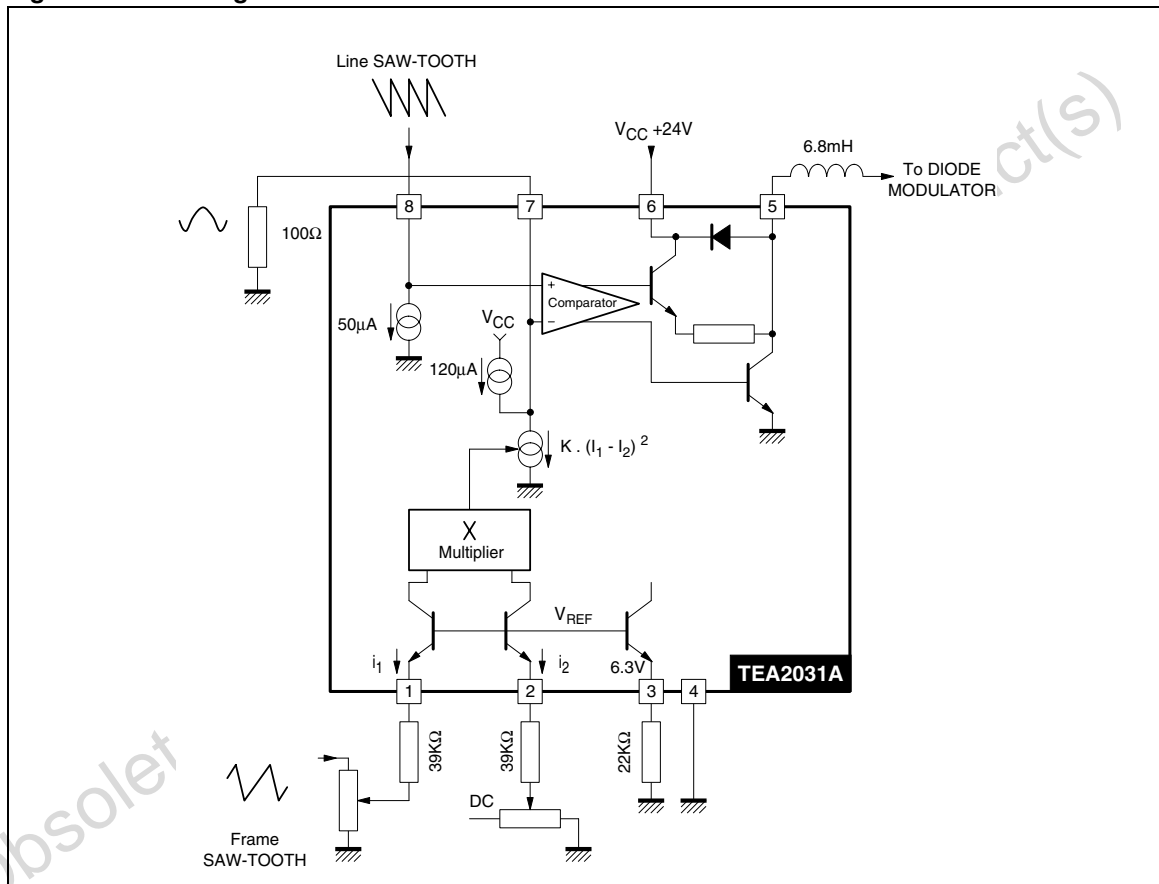 Line SAW-TOOTH
VCC +24V
6.8mH
To DIODE
MODULATOR
ct(s)
8
7
6
5
100Ω
+
Comparator
−
50µA
VCC
120µA
K . (I1 - I2) 2
X
Multiplier
VREF
i1
i2
6.3V
TEA2031A
1
2
3
4
39KΩ
39KΩ
22KΩ
DC
Frame
SAW-TOOTH
Obsolet